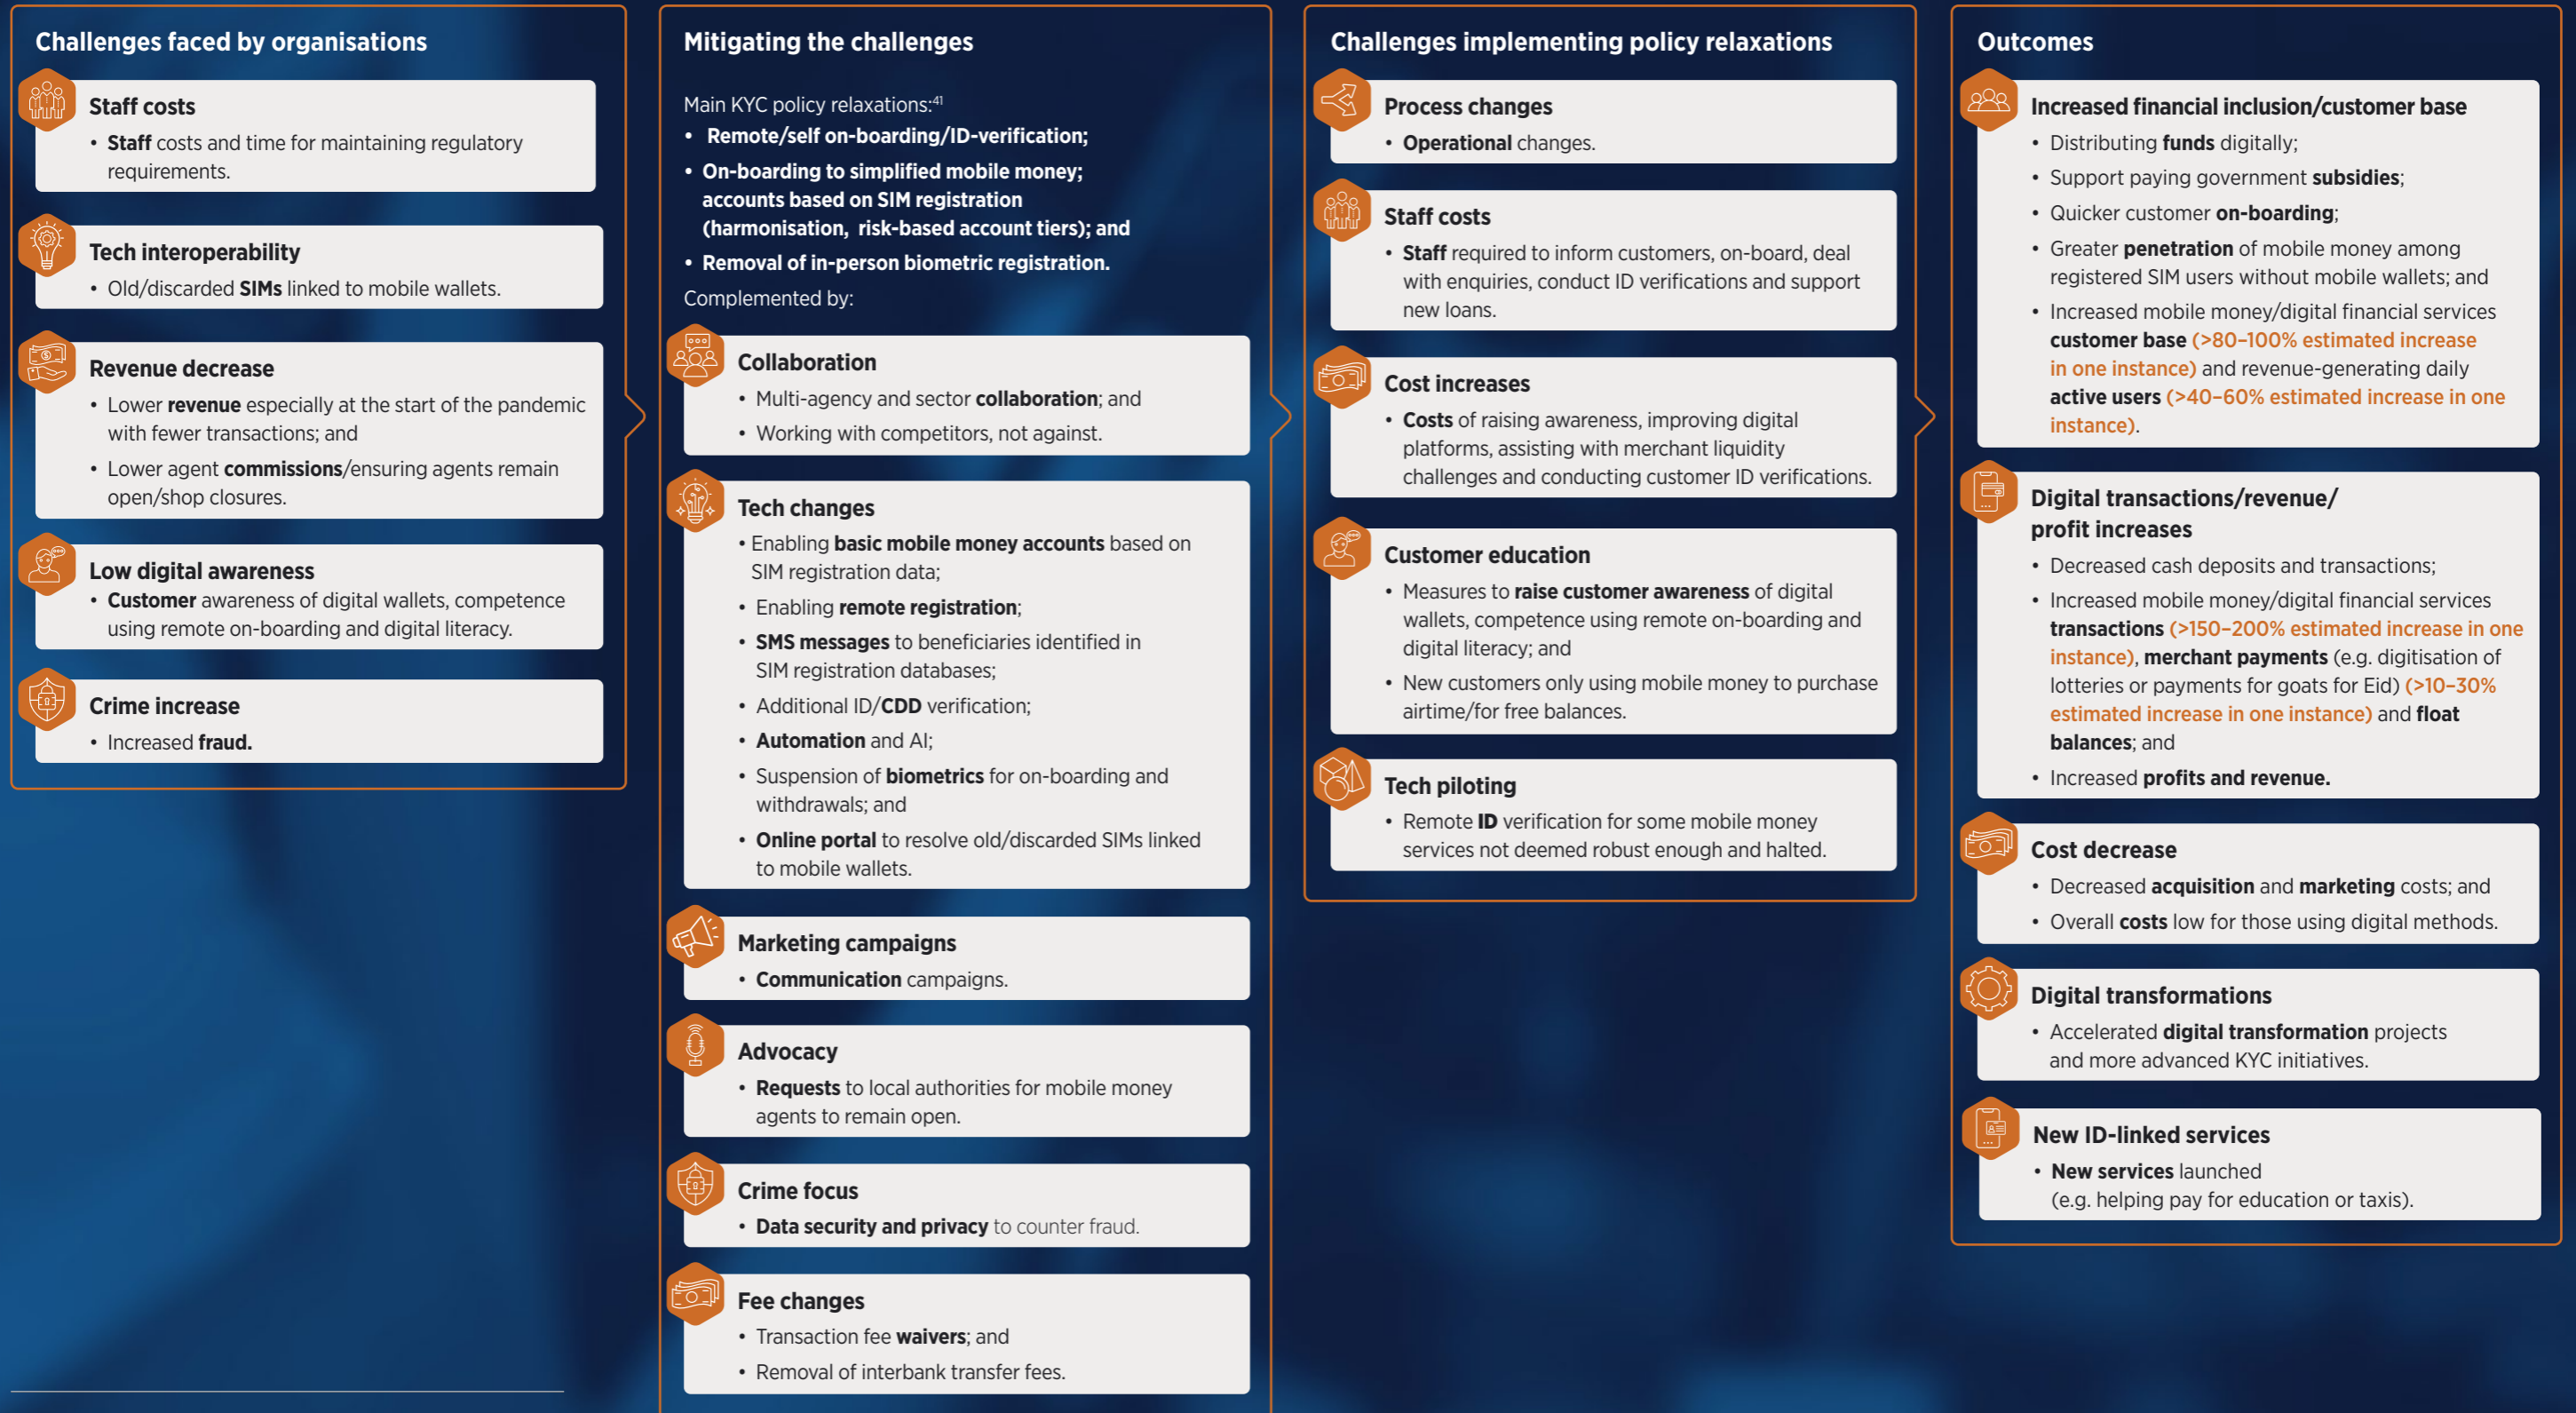 Challenges faced by organisations
Staff costs
• Staff costs and time for maintaining regulatory
requirements.
Tech interoperability
• Old/discarded SIMs linked to mobile wallets.
Revenue decrease
• Lower revenue especially at the start of the pandemic
with fewer transactions; and
• Lower agent commissions/ensuring agents remain
open/shop closures.
Low digital awareness
• Customer awareness of digital wallets, competence
using remote on-boarding and digital literacy.
Crime increase
• Increased fraud.
Mitigating the challenges
Main KYC policy relaxations:41
• Remote/self on-boarding/ID-verification;
• On-boarding to simplified mobile money;
accounts based on SIM registration
(harmonisation, risk-based account tiers); and
• Removal of in-person biometric registration.
Complemented by:
Collaboration
• Multi-agency and sector collaboration; and
• Working with competitors, not against.
Tech changes
• Enabling basic mobile money accounts based on
SIM registration data;
• Enabling remote registration;
• SMS messages to beneficiaries identified in
SIM registration databases;
• Additional ID/CDD verification;
• Automation and AI;
• Suspension of biometrics for on-boarding and
withdrawals; and
• Online portal to resolve old/discarded SIMs linked
to mobile wallets.
Marketing campaigns
• Communication campaigns.
Advocacy
• Requests to local authorities for mobile money
agents to remain open.
Crime focus
• Data security and privacy to counter fraud.
Fee changes
• Transaction fee waivers; and
• Removal of interbank transfer fees.
Challenges implementing policy relaxations
Process changes
• Operational changes.
Staff costs
• Staff required to inform customers, on-board, deal
with enquiries, conduct ID verifications and support
new loans.
Cost increases
• Costs of raising awareness, improving digital
platforms, assisting with merchant liquidity
challenges and conducting customer ID verifications.
Customer education
• Measures to raise customer awareness of digital
wallets, competence using remote on-boarding and
digital literacy; and
• New customers only using mobile money to purchase
airtime/for free balances.
Tech piloting
• Remote ID verification for some mobile money
services not deemed robust enough and halted.
Outcomes
Increased financial inclusion/customer base
• Distributing funds digitally;
• Support paying government subsidies;
• Quicker customer on-boarding;
• Greater penetration of mobile money among
registered SIM users without mobile wallets; and
• Increased mobile money/digital financial services
customer base (>80–100% estimated increase
in one instance) and revenue-generating daily
active users (>40–60% estimated increase in one
instance).
Digital transactions/revenue/
profit increases
• Decreased cash deposits and transactions;
• Increased mobile money/digital financial services
transactions (>150–200% estimated increase in one
instance), merchant payments (e.g. digitisation of
lotteries or payments for goats for Eid) (>10–30%
estimated increase in one instance) and float
balances; and
• Increased profits and revenue.
Cost decrease
• Decreased acquisition and marketing costs; and
• Overall costs low for those using digital methods.
Digital transformations
• Accelerated digital transformation projects
and more advanced KYC initiatives.
New ID-linked services
• New services launched
(e.g. helping pay for education or taxis).